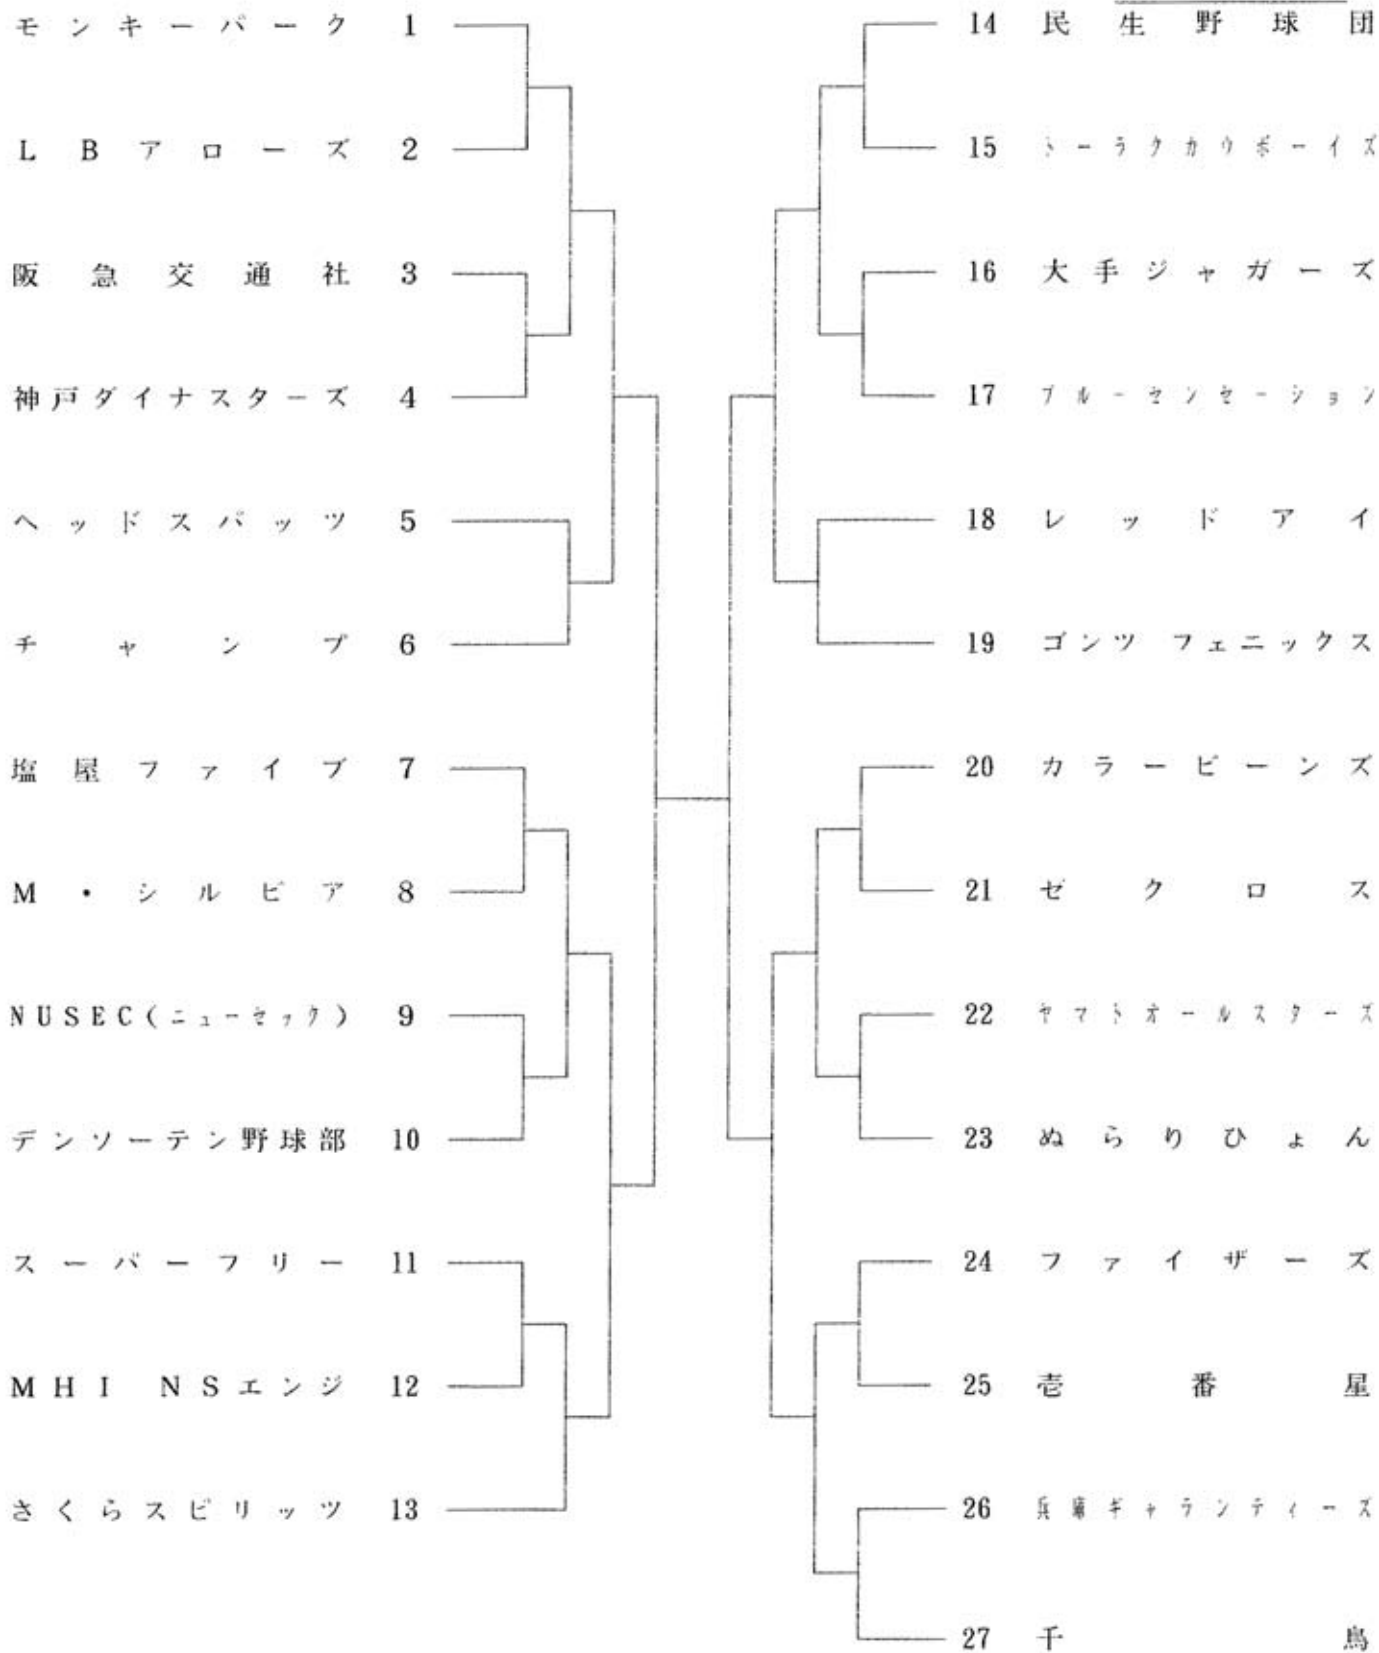 モンキーパーク 1
LBアローズ 2
阪急交通社 3
神戸ダイナスターズ 4
ヘッドスパッツ 5
チャンプ 6
塩屋ファイブ 7
M・シルビア 8
NUSEC(ニューセック) 9
デンソーテン野球部 10
スーパーフリー 11
MHI NSエンジ 12
さくらスピリッツ 13
14 民生野球団
15 トーラクカウボーイズ
16 大手ジャガーズ
17 ブルーセンセーション
18 レッドアイ
19 ゴンツ フェニックス
20 カラービーンズ
21 ゼクロス
22 ヤマトオールスターズ
23 ぬらりひょん
24 ファイザーズ
25 壱番星
26 兵庫ギャランティーズ
27 千鳥